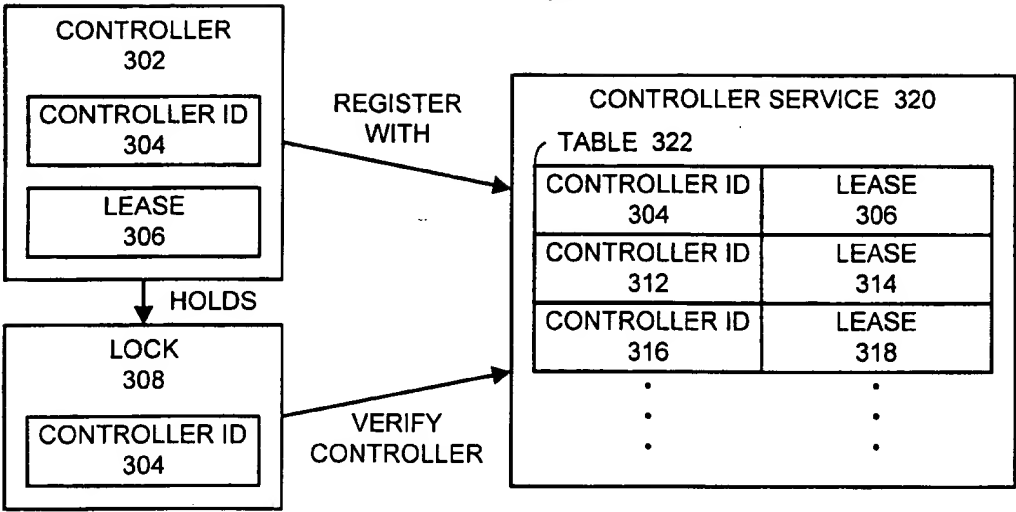 CONTROLLER
302
CONTROLLER ID
304
LEASE
306
HOLDS
LOCK
308
CONTROLLER ID
304
REGISTER
WITH
VERIFY
CONTROLLER
CONTROLLER SERVICE 320
TABLE 322
CONTROLLER ID LEASE
304 306
CONTROLLER ID LEASE
312 314
CONTROLLER ID LEASE
316 318